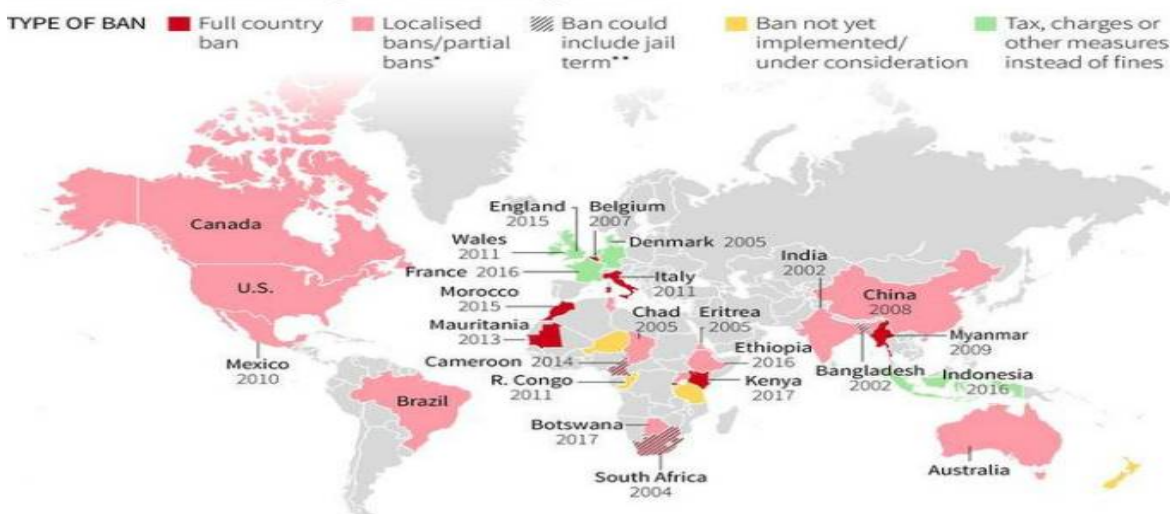 TYPE OF BAN
Full country
ban
Localised
bans/partial
bans*
Ban could
include jail
term**
Ban not yet
implemented/
under consideration
Tax, charges or
other measures
instead of fines
Canada
U.S.
Mexico
2010
Brazil
England
2015
Belgium
2007
Wales
2011
Denmark 2005
France 2016
Italy
2011
Morocco
2015
Mauritania
2013
Chad
2005
Eritrea
2005
Cameroon 2014
Ethiopia
2016
R. Congo
2011
Kenya
2017
Botswana
2017
South Africa
2004
India
2002
China
2008
Myanmar
2009
Bangladesh
2002
Indonesia
2016
Australia